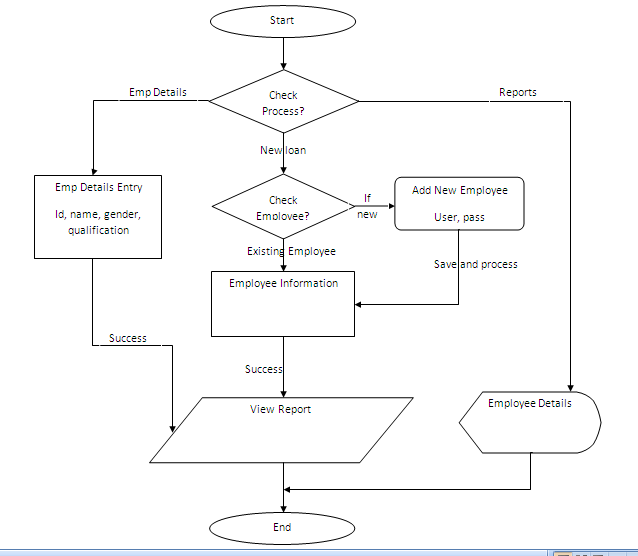 Start
Emp Details
Check
Process?
Reports
New loan
Emp Details Entry
Id, name, gender,
qualification
Check
Employee?
If
new
Add New Employee
User, pass
Existing Employee
Save and process
Employee Information
Success
Success
View Report
Employee Details
End